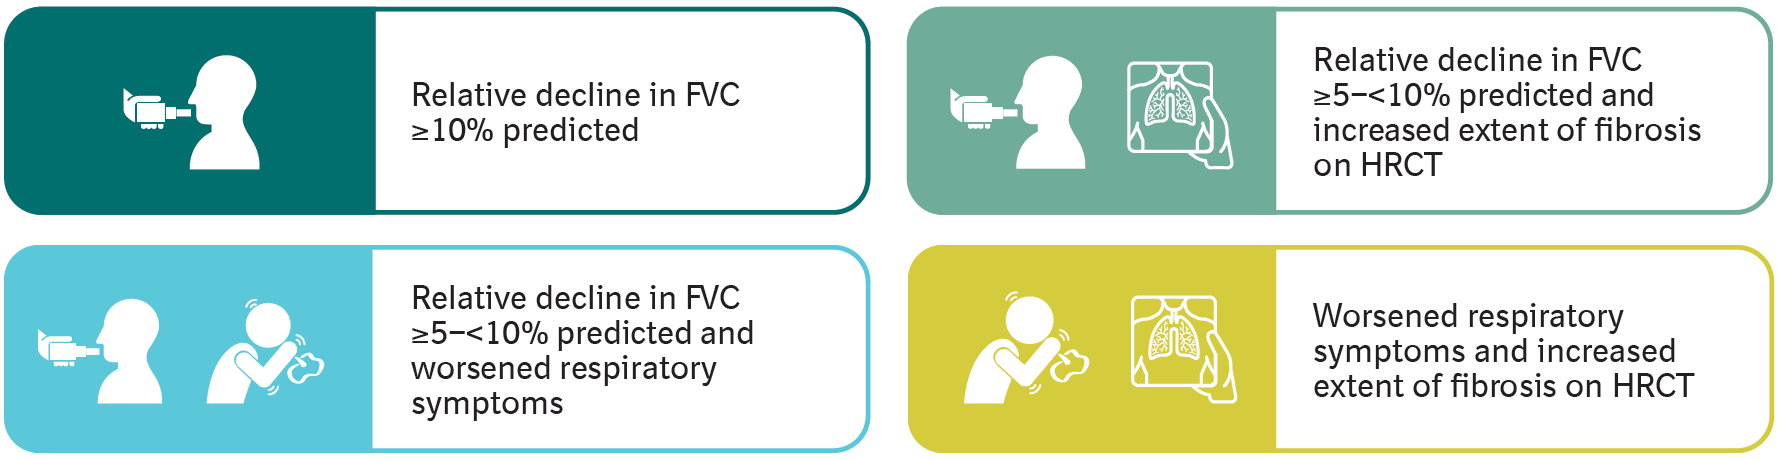 Relative decline in FVC
≥10% predicted
Relative decline in FVC
≥5–<10% predicted and
increased extent of fibrosis
on HRCT
Relative decline in FVC
≥5–<10% predicted and
worsened respiratory
symptoms
Worsened respiratory
symptoms and increased
extent of fibrosis on HRCT